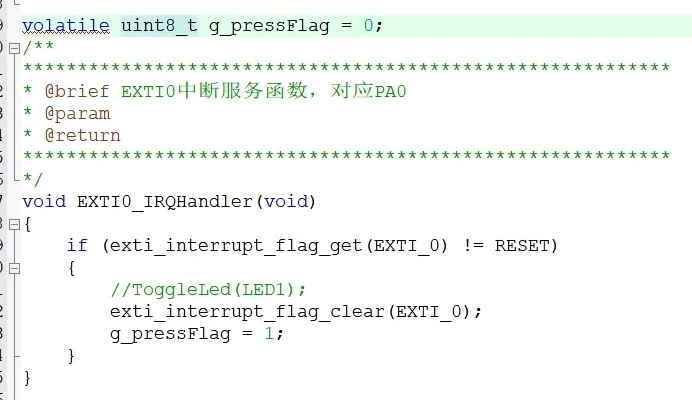 volatile uint8_t g_pressFlag = 0;
/**
***********************************************************
* @brief EXTI0中断服务函数，对应PA0
* @param
* @return
***********************************************************
*/
void EXTI0_IRQHandler(void)
{
    if (exti_interrupt_flag_get(EXTI_0) != RESET)
    {
        //ToggleLed(LED1);
        exti_interrupt_flag_clear(EXTI_0);
        g_pressFlag = 1;
    }
}